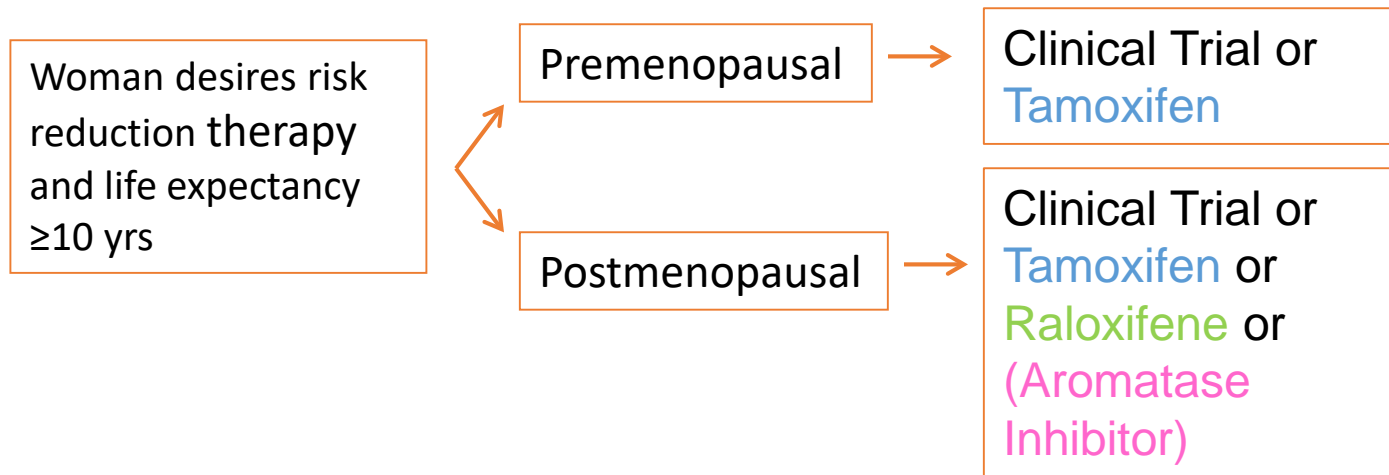 Woman desires risk
reduction therapy
and life expectancy
≥10 yrs
Premenopausal
Clinical Trial or
Tamoxifen
Postmenopausal
Clinical Trial or
Tamoxifen or
Raloxifene or
(Aromatase
Inhibitor)